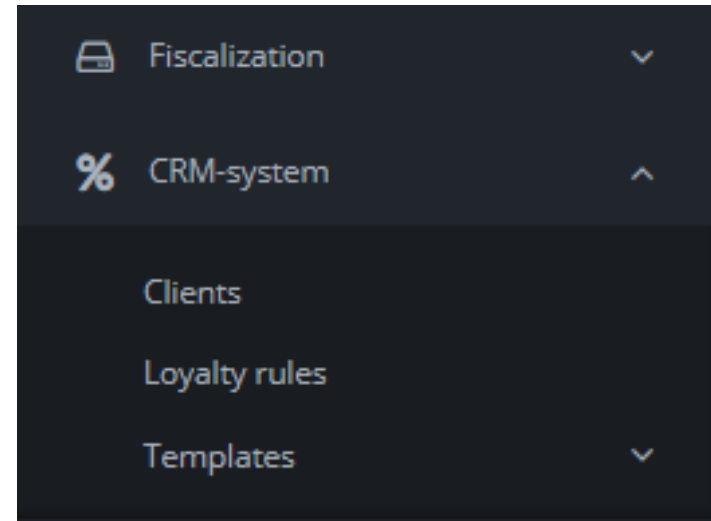 Fiscalization
CRM-system
Clients
Loyalty rules
Templates